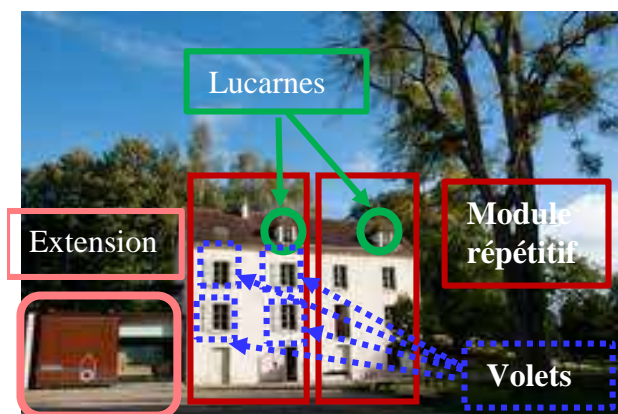 Lucarnes
Extension
Module
répétitif
Volets